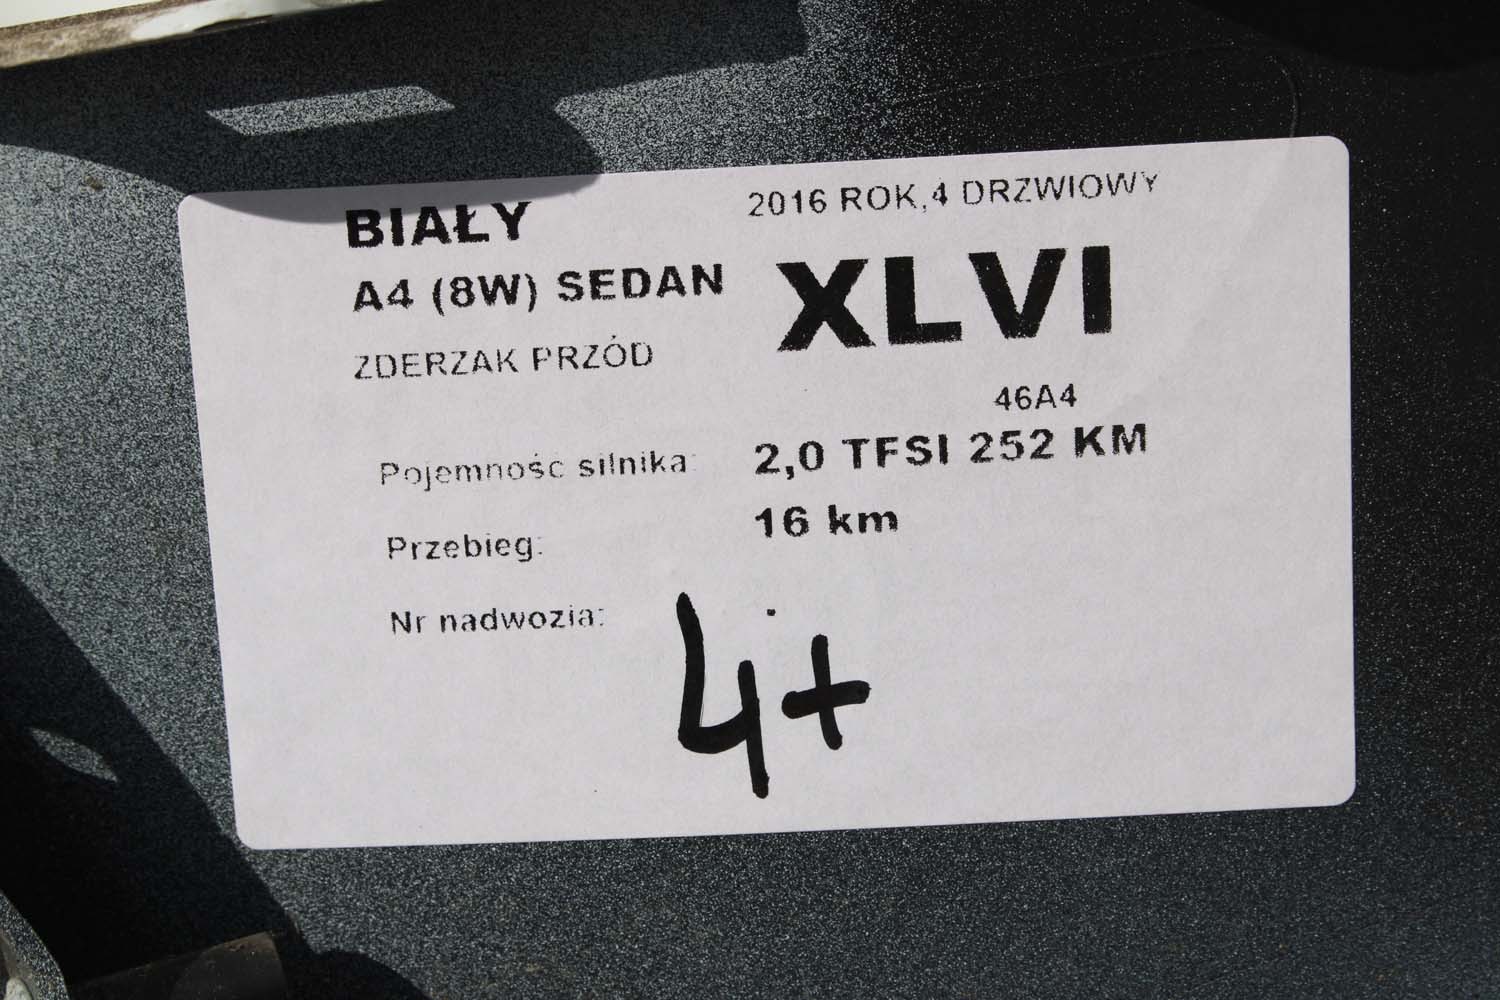 BIAŁY
2016 ROK,4 DRZWIOWY
A4 (8W) SEDAN
XLVI
ZDERZAK PRZÓD
46A4
Pojemność silnika:
2,0 TFSI 252 KM
Przebieg:
16 km
Nr nadwozia:
4+